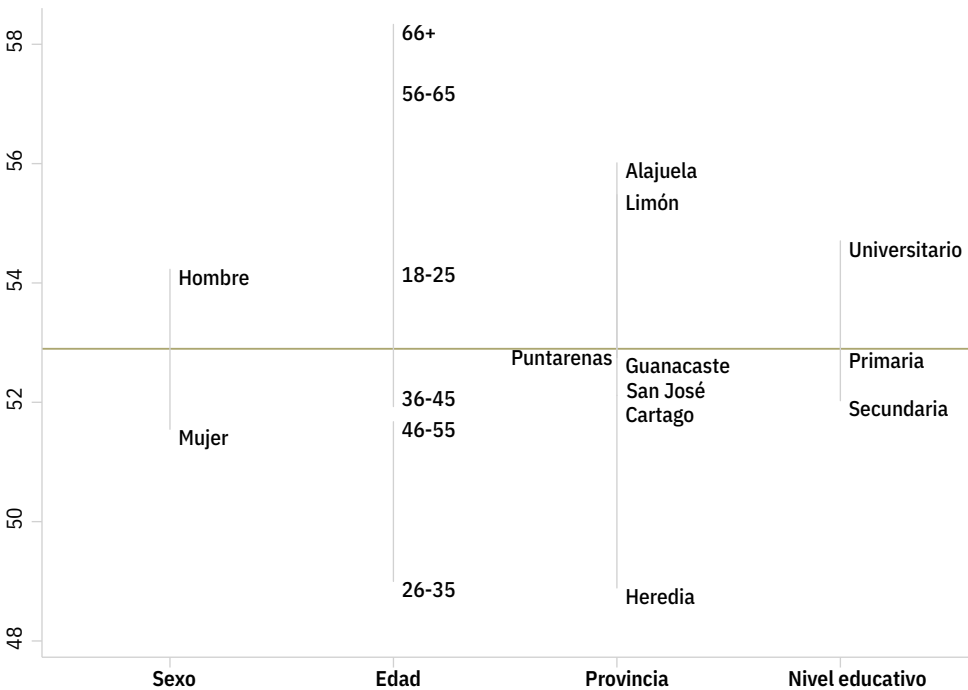 58
56
54
52
50
48
Hombre
Mujer
66+
56-65
18-25
36-45
46-55
26-35
Alajuela
Limón
Puntarenas
Guanacaste
San José
Cartago
Heredia
Universitario
Primaria
Secundaria
Sexo
Edad
Provincia
Nivel educativo